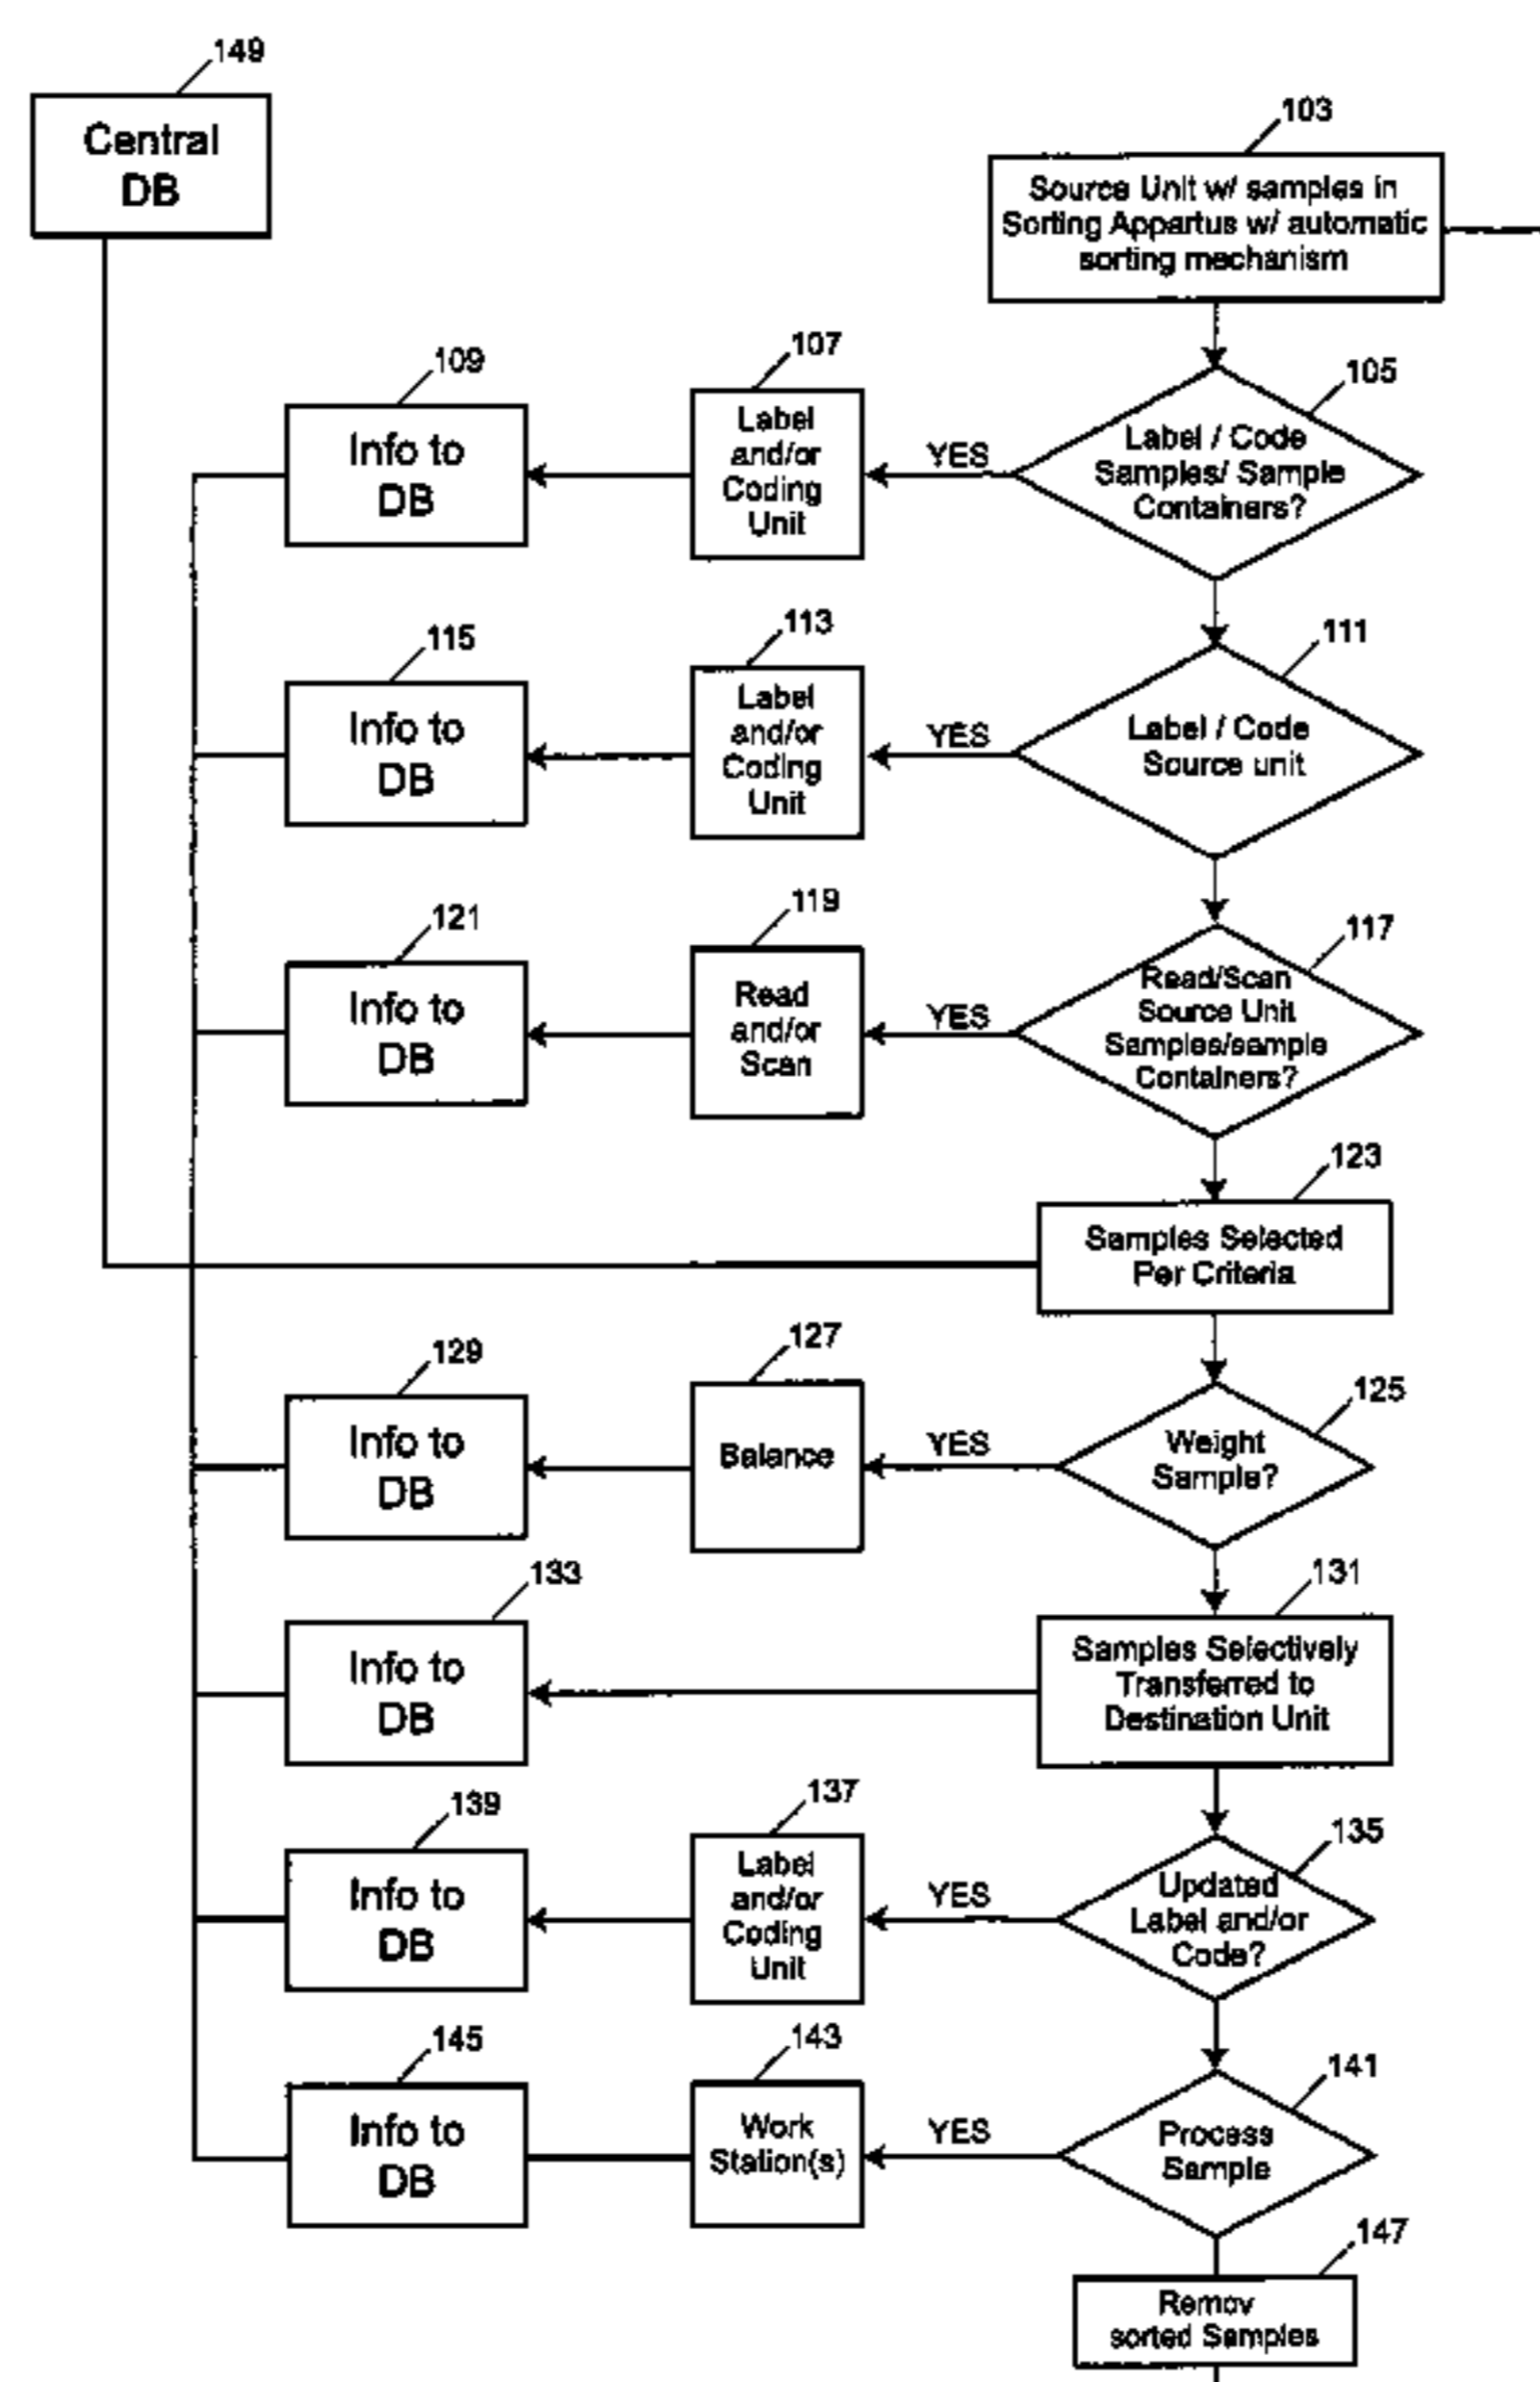 149
Central
DB
103
Source Unit w/ samples in
Sorting Appartus w/ automatic
sorting mechanism
109
Info to
DB
107
Label
and/or
Coding
Unit
YES
105
Label / Code
Samples/ Sample
Containers?
115
Info to
DB
113
Label
and/or
Coding
Unit
YES
111
Label / Code
Source unit
121
Info to
DB
119
Read
and/or
Scan
YES
117
Read/Scan
Source Unit
Samples/sample
Containers?
123
Samples Selected
Per Criteria
129
Info to
DB
127
Balance
YES
125
Weight
Sample?
133
Info to
DB
131
Samples Selectively
Transferred to
Destination Unit
139
Info to
DB
137
Label
and/or
Coding
Unit
YES
135
Updated
Label and/or
Code?
145
Info to
DB
143
Work
Station(s)
YES
141
Process
Sample
147
Remov
sorted Samples